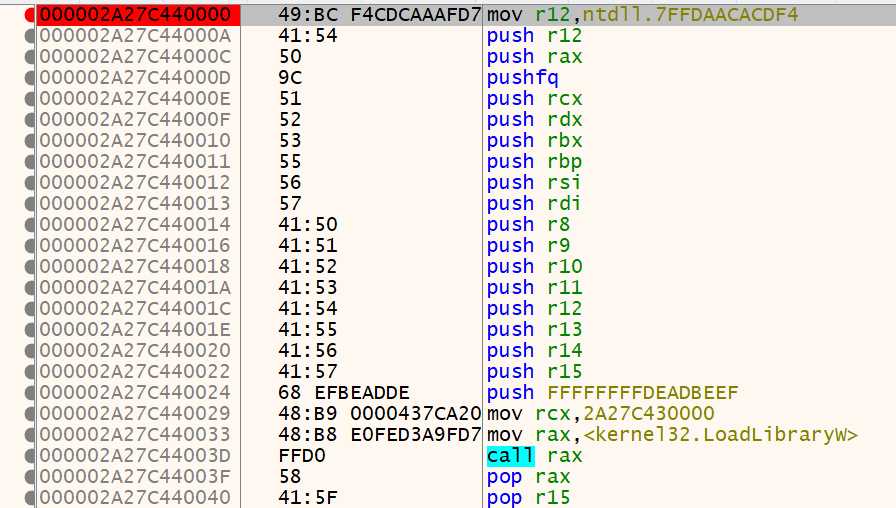 000002A27C440000 49:BC F4CDCAAAFD7 mov r12,ntdll.7FFDAACACDF4
000002A27C44000A 41:54 push r12
000002A27C44000C 50 push rax
000002A27C44000D 9C pushfq
000002A27C44000E 51 push rcx
000002A27C44000F 52 push rdx
000002A27C440010 53 push rbx
000002A27C440011 55 push rbp
000002A27C440012 56 push rsi
000002A27C440013 57 push rdi
000002A27C440014 41:50 push r8
000002A27C440016 41:51 push r9
000002A27C440018 41:52 push r10
000002A27C44001A 41:53 push r11
000002A27C44001C 41:54 push r12
000002A27C44001E 41:55 push r13
000002A27C440020 41:56 push r14
000002A27C440022 41:57 push r15
000002A27C440024 68 EFBEADDE push FFFFFFFFDEADBEEF
000002A27C440029 48:B9 0000437CA20 mov rcx,2A27C430000
000002A27C440033 48:B8 E0FED3A9FD7 mov rax,<kernel32.LoadLibraryW>
000002A27C44003D FFD0 call rax
000002A27C44003F 58 pop rax
000002A27C440040 41:5F pop r15